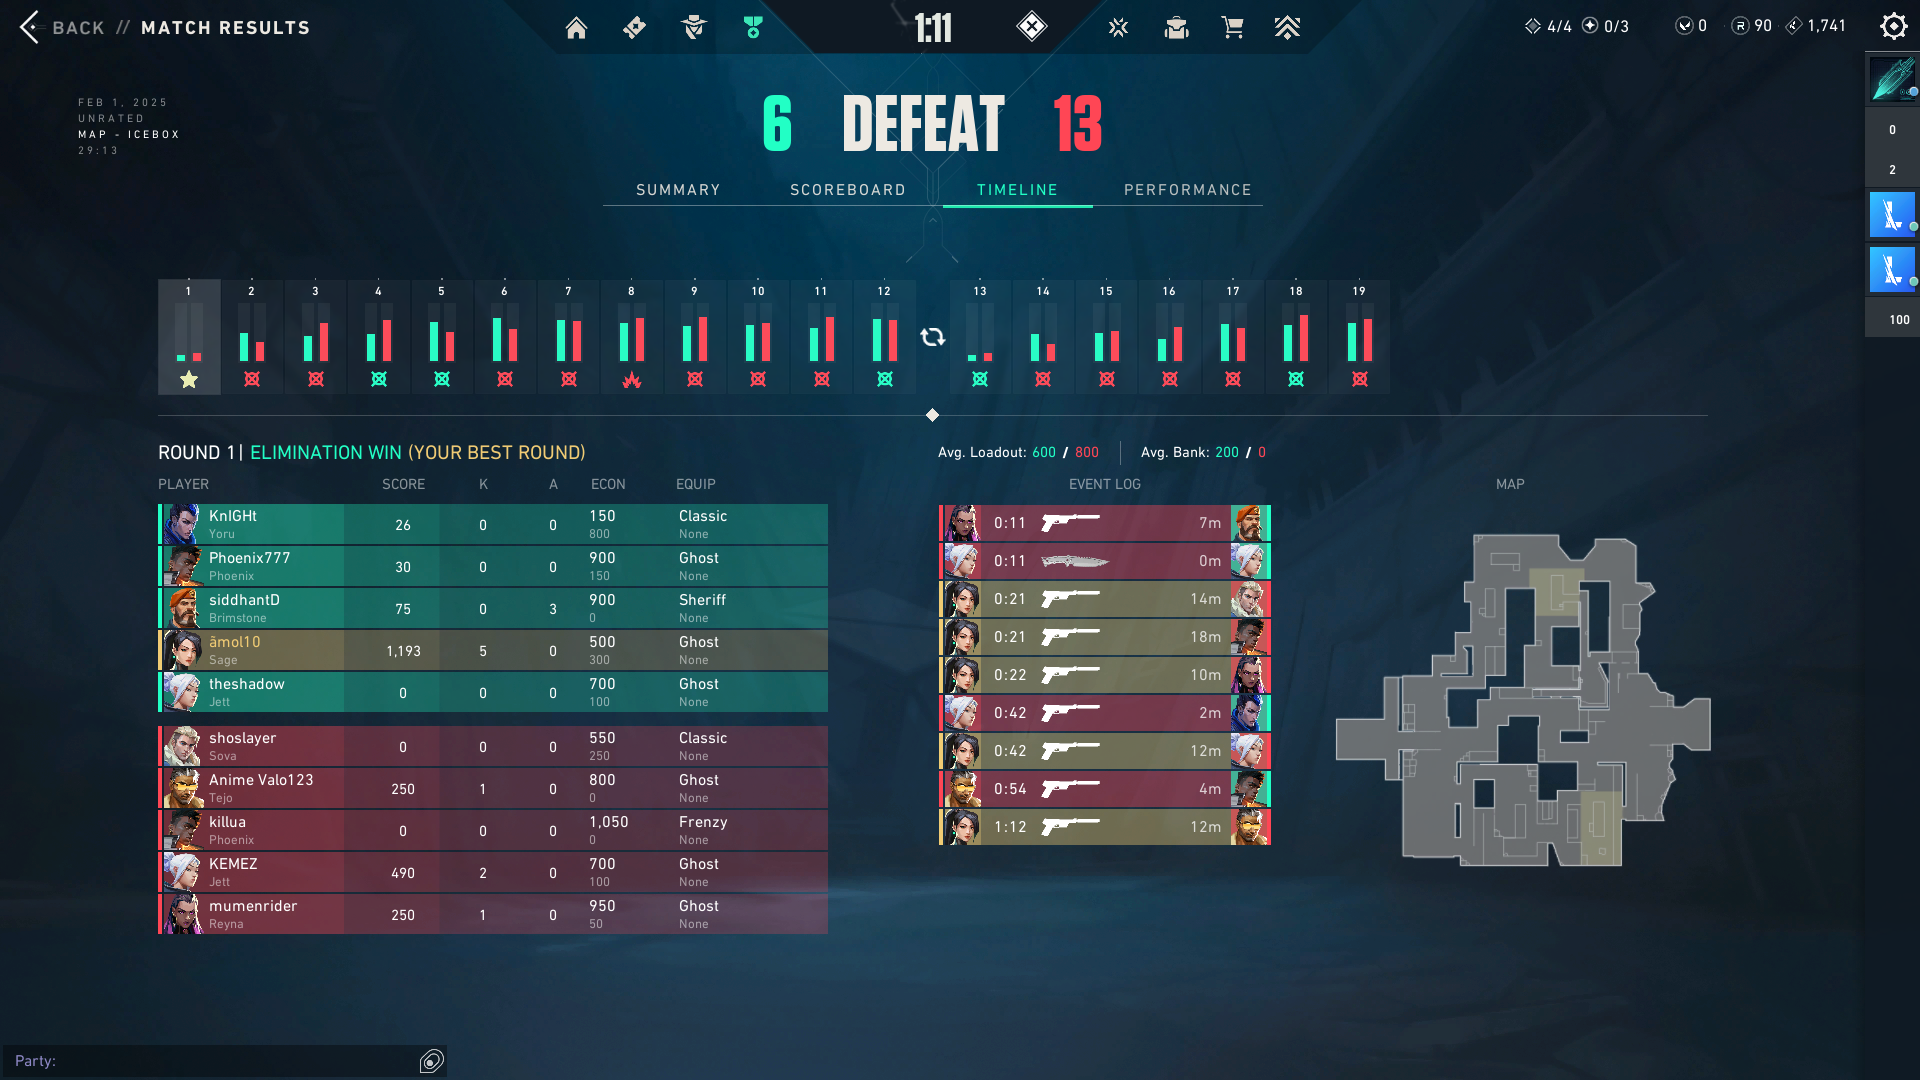 BACK // MATCH RESULTS
1:11
4/4 0/3 0 90 1,741
FEB 1, 2025
UNRATED
MAP - ICEBOX
29:13
6 DEFEAT 13
SUMMARY SCOREBOARD TIMELINE PERFORMANCE
0
2
100
1 2 3 4 5 6 7 8 9 10 11 12 13 14 15 16 17 18 19
ROUND 1| ELIMINATION WIN (YOUR BEST ROUND)
PLAYER SCORE K A ECON EQUIP
KnIGHt 26 0 0 150 Classic
Yoru 800 None
Phoenix777 30 0 0 900 Ghost
Phoenix 150 None
siddhantD 75 0 3 900 Sheriff
Brimstone 0 None
āmol10 1,193 5 0 500 Ghost
Sage 300 None
theshadow 0 0 0 700 Ghost
Jett 100 None
shoslayer 0 0 0 550 Classic
Sova 250 None
Anime Valo123 250 1 0 800 Ghost
Tejo 0 None
killua 0 0 0 1,050 Frenzy
Phoenix 0 None
KEMEZ 490 2 0 700 Ghost
Jett 100 None
mumenrider 250 1 0 950 Ghost
Reyna 50 None
Avg. Loadout: 600 / 800 Avg. Bank: 200 / 0
EVENT LOG
0:11 7m
0:11 0m
0:21 14m
0:21 18m
0:22 10m
0:42 2m
0:42 12m
0:54 4m
1:12 12m
MAP
Party: